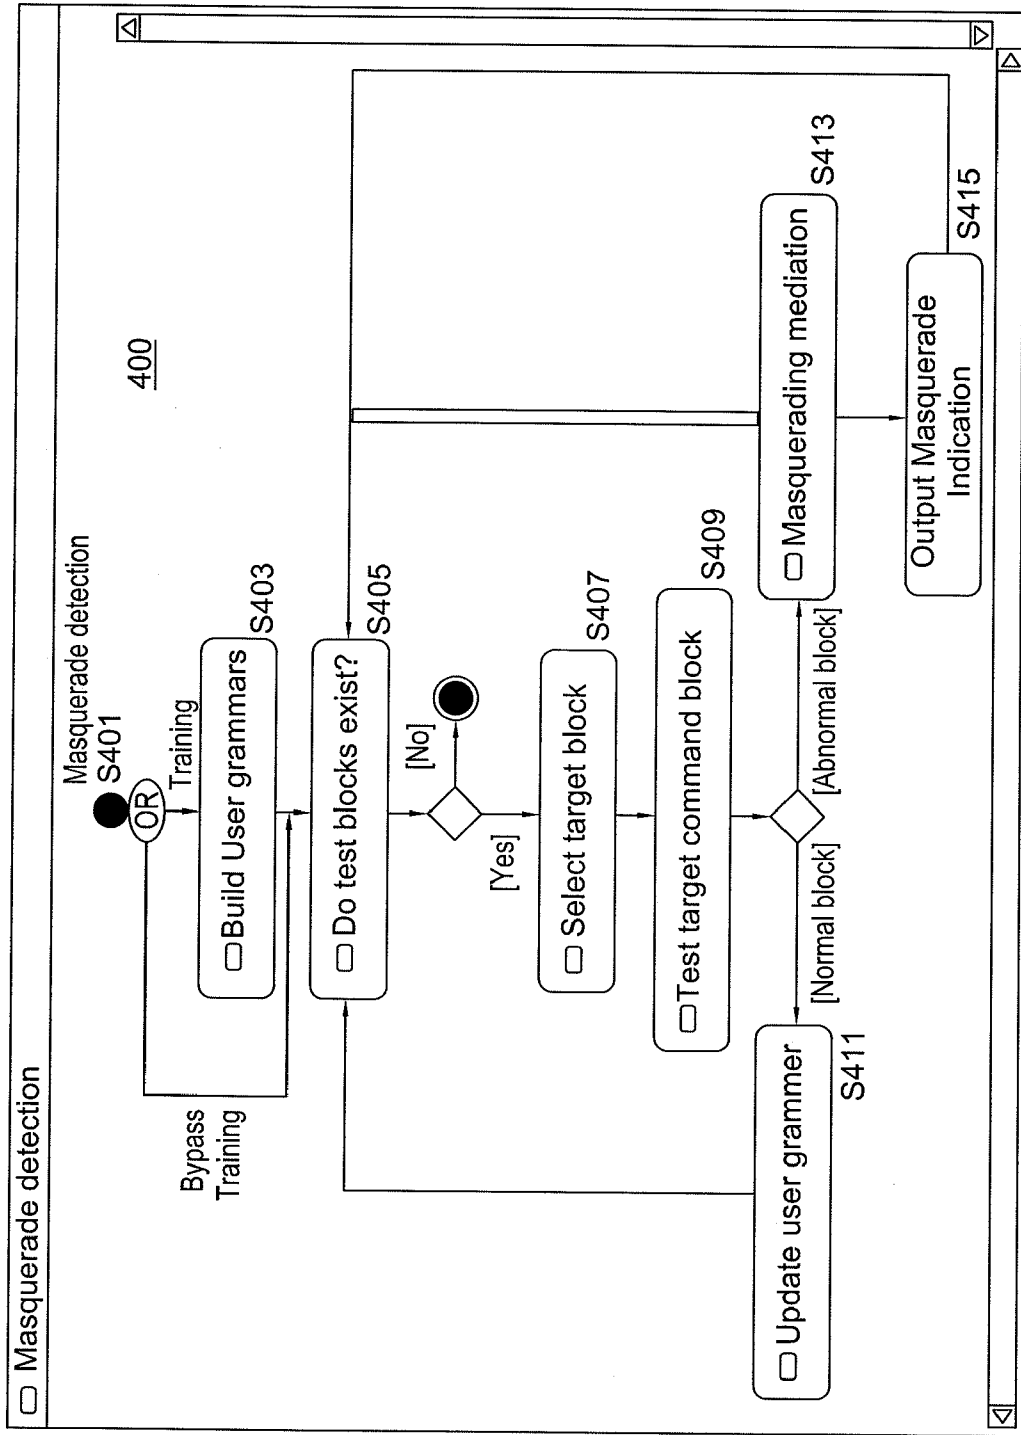 Masquerade detection
Masquerade detection
S401
OR
Training
Bypass
Training
400
Build User grammars
S403
Do test blocks exist?
S405
[No]
[Yes]
Select target block
S407
Test target command block
S409
[Normal block]
[Abnormal block]
Update user grammer
S411
Masquerading mediation
S413
Output Masquerade
Indication
S415